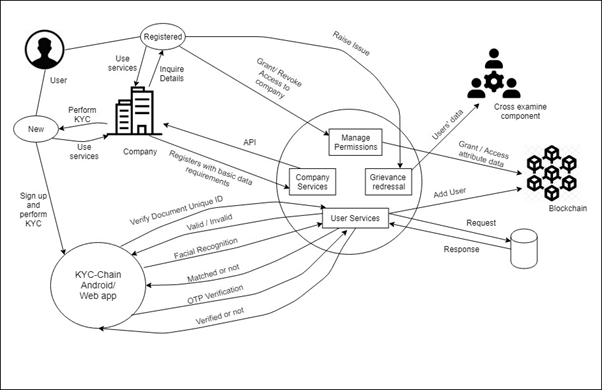 Registered
Raise Issue
Use
services
Inquire
Details
Grant/ Revoke
Access to
company
User
Perform
KYC
New
Use
services
Company
Cross examine
component
Users' data
Manage
Permissions
API
Grant / Access
attribute data
Registers with basic data
requirements
Company
Services
Grievance
redressal
Blockchain
Sign up
and
perform
KYC
Verify Document Unique ID
Add User
Valid / Invalid
User Services
Request
Facial Recognition
Response
KYC-Chain
Android/
Web app
Matched or not
OTP Verification
Verified or not